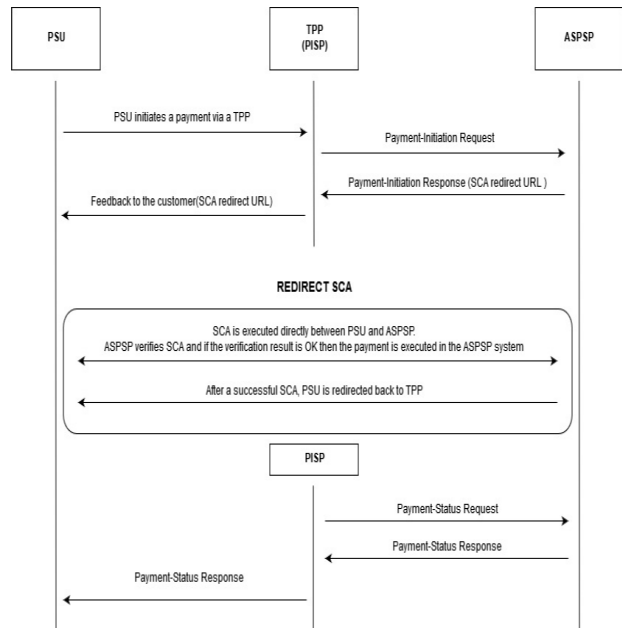 PSU
TPP
(PISP)
ASPSP
PSU initiates a payment via a TPP
Payment-Initiation Request
Payment-Initiation Response (SCA redirect URL )
Feedback to the customer(SCA redirect URL)
REDIRECT SCA
SCA is executed directly between PSU and ASPSP.
ASPSP verifies SCA and if the verification result is OK then the payment is executed in the ASPSP system
After a successful SCA, PSU is redirected back to TPP
PISP
Payment-Status Request
Payment-Status Response
Payment-Status Response